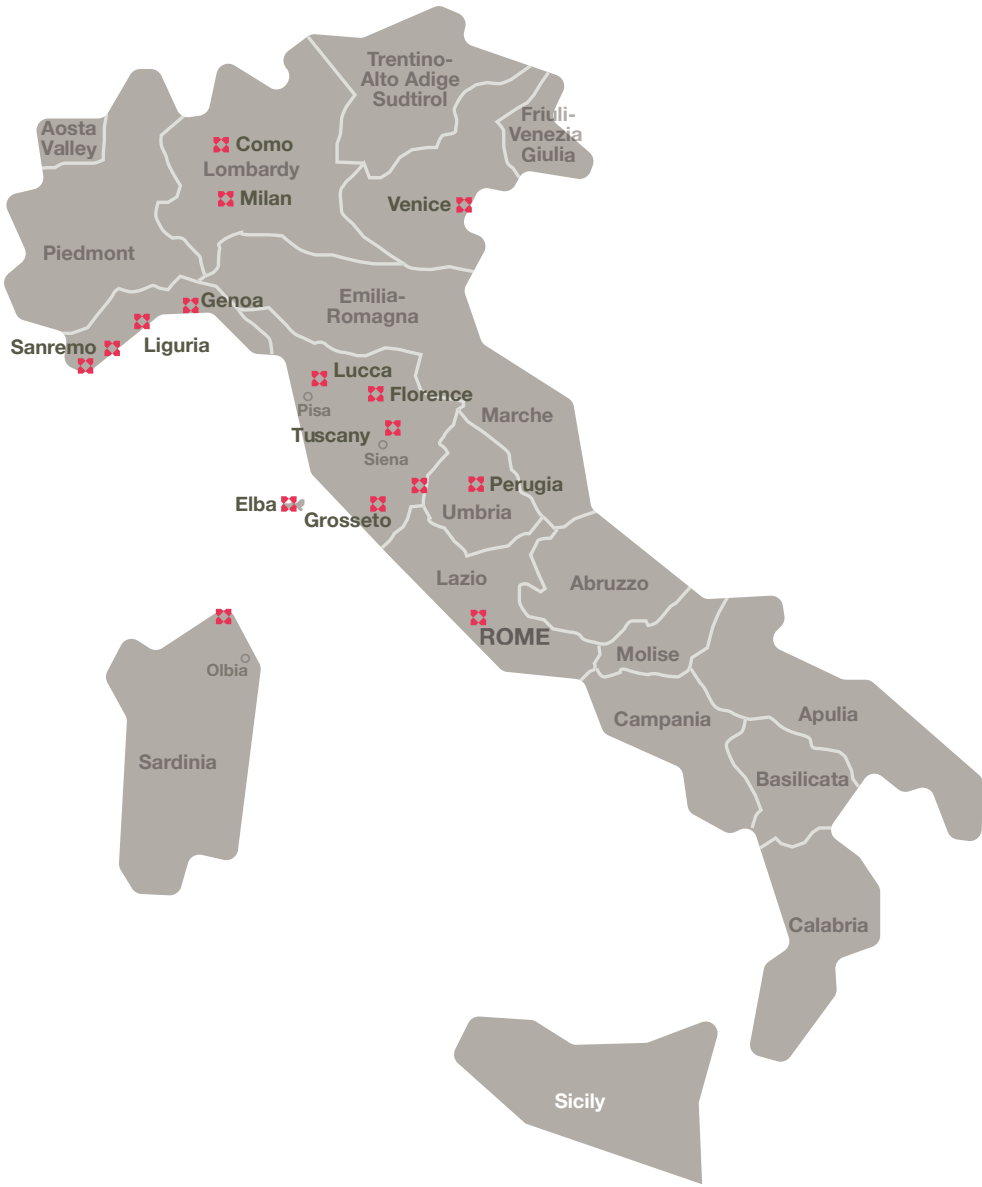 Trentino-
Alto Adige
Sudtirol
Friuli-
Venezia
Giulia
Aosta
Valley
Como
Lombardy
Milan
Venice
Piedmont
Genoa
Emilia-
Romagna
Sanremo
Liguria
Lucca
Florence
Pisa
Marche
Tuscany
Siena
Perugia
Umbria
Elba
Grosseto
Lazio
Abruzzo
ROME
Molise
Olbia
Campania
Apulia
Sardinia
Basilicata
Calabria
Sicily